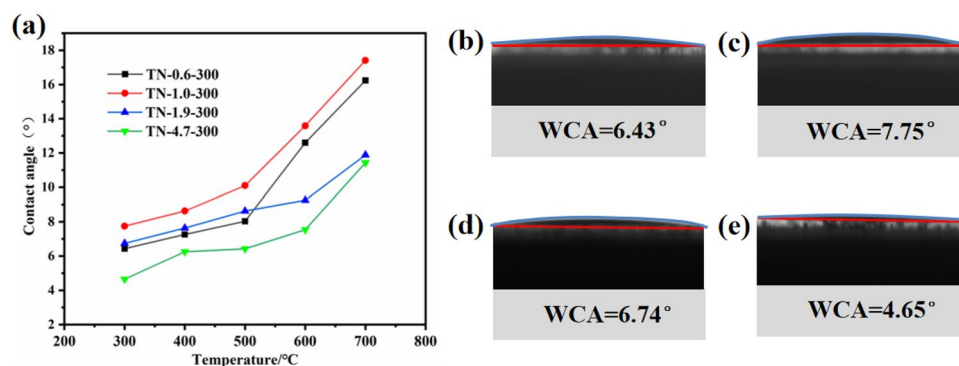 (a)
Contact angle (°)
18
16
14
12
10
8
6
4
2
TN-0.6-300
TN-1.0-300
TN-1.9-300
TN-4.7-300
200 300 400 500 600 700 800
Temperature/°C
(b)
WCA=6.43°
(c)
WCA=7.75°
(d)
WCA=6.74°
(e)
WCA=4.65°